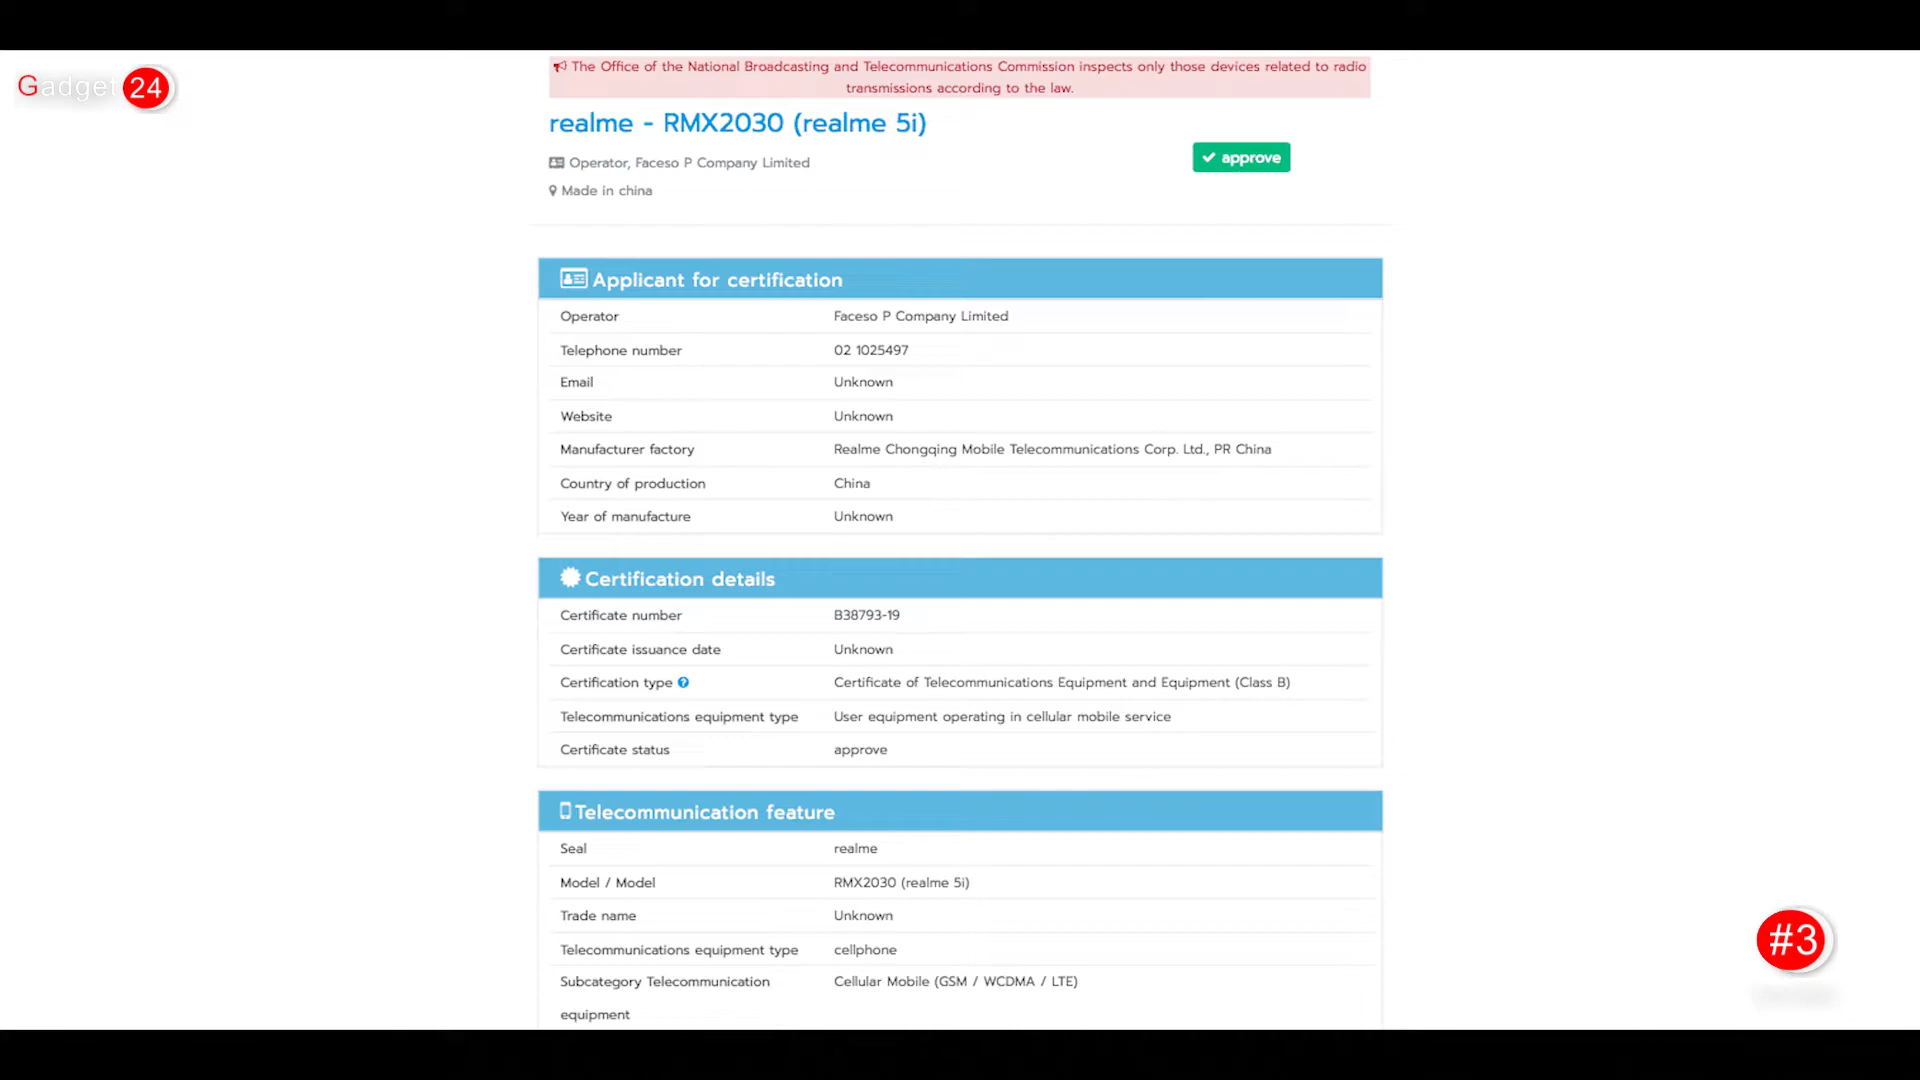 Gadget 24
The Office of the National Broadcasting and Telecommunications Commission inspects only those devices related to radio
transmissions according to the law.
realme - RMX2030 (realme 5i)
Operator, Faceso P Company Limited
approve
Made in china
Applicant for certification
Operator Faceso P Company Limited
Telephone number 02 1025497
Email Unknown
Website Unknown
Manufacturer factory Realme Chongqing Mobile Telecommunications Corp. Ltd., PR China
Country of production China
Year of manufacture Unknown
Certification details
Certificate number B38793-19
Certificate issuance date Unknown
Certification type ? Certificate of Telecommunications Equipment and Equipment (Class B)
Telecommunications equipment type User equipment operating in cellular mobile service
Certificate status approve
Telecommunication feature
Seal realme
Model / Model RMX2030 (realme 5i)
Trade name Unknown
Telecommunications equipment type cellphone
Subcategory Telecommunication Cellular Mobile (GSM / WCDMA / LTE)
equipment
#3